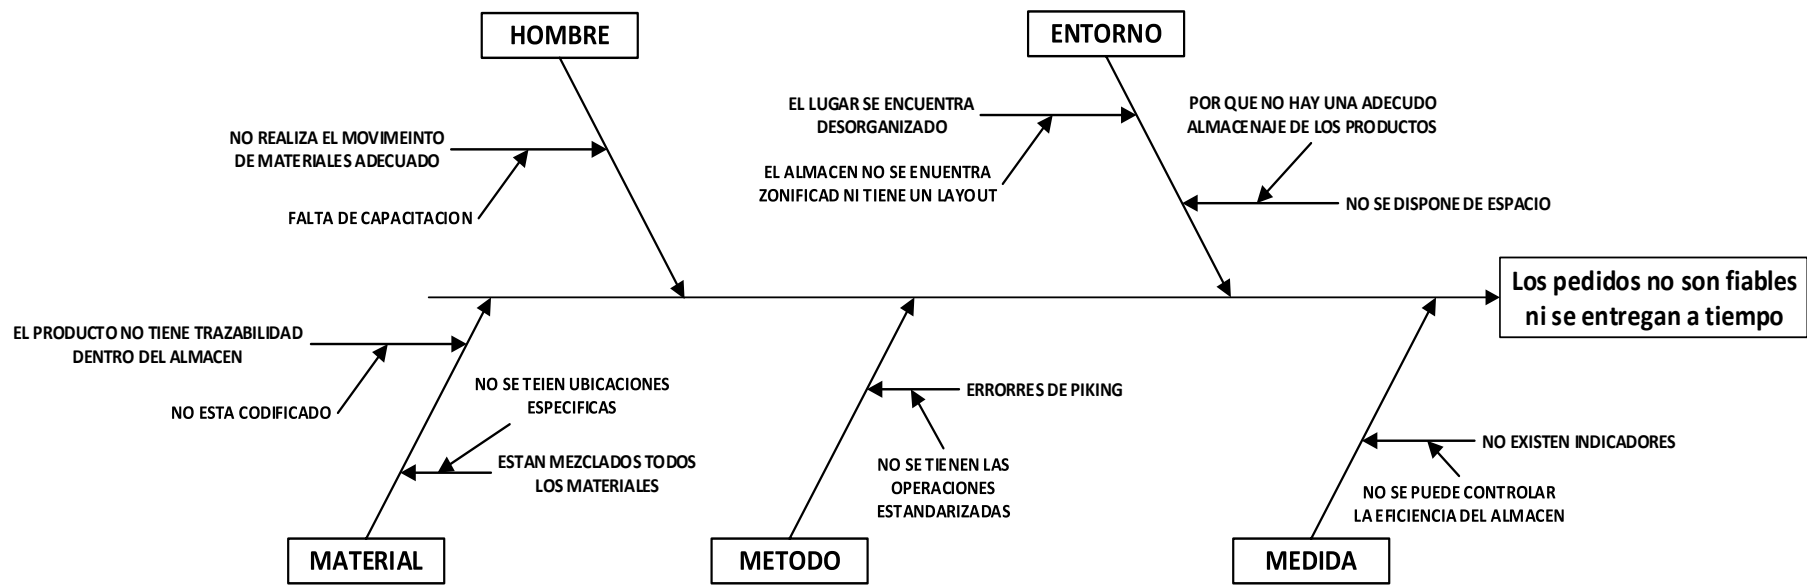 HOMBRE
ENTORNO
NO REALIZA EL MOVIMEINTO
DE MATERIALES ADECUADO
FALTA DE CAPACITACION
EL LUGAR SE ENCUENTRA
DESORGANIZADO
EL ALMACEN NO SE ENUENTRA
ZONIFICAD NI TIENE UN LAYOUT
POR QUE NO HAY UNA ADECUDO
ALMACENAJE DE LOS PRODUCTOS
NO SE DISPONE DE ESPACIO
Los pedidos no son fiables
ni se entregan a tiempo
EL PRODUCTO NO TIENE TRAZABILIDAD
DENTRO DEL ALMACEN
NO ESTA CODIFICADO
NO SE TEIEN UBICACIONES
ESPECIFICAS
ESTAN MEZCLADOS TODOS
LOS MATERIALES
ERRORRES DE PIKING
NO SE TIENEN LAS
OPERACIONES
ESTANDARIZADAS
NO EXISTEN INDICADORES
NO SE PUEDE CONTROLAR
LA EFICIENCIA DEL ALMACEN
MATERIAL
METODO
MEDIDA